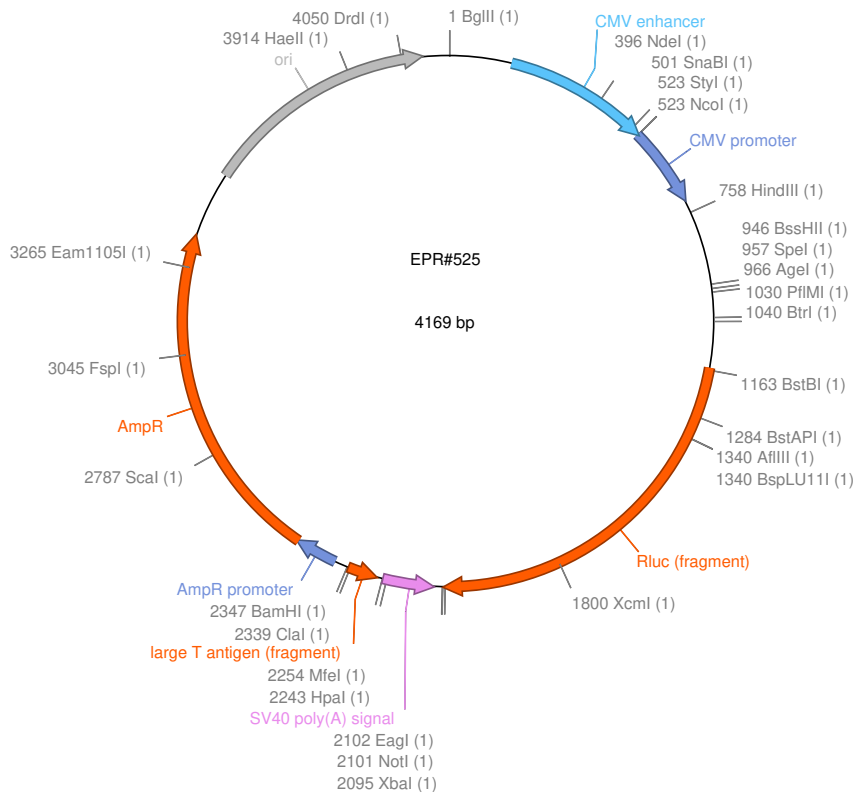 4050 DrdI (1)
1 BglII (1)
CMV enhancer
3914 HaeII (1)
396 NdeI (1)
ori
501 SnaBI (1)
523 StyI (1)
523 NcoI (1)
CMV promoter
758 HindIII (1)
946 BssHII (1)
3265 Eam1105I (1)
957 SpeI (1)
EPR#525
966 AgeI (1)
1030 PflMI (1)
1040 BtrI (1)
4169 bp
3045 FspI (1)
1163 BstBI (1)
AmpR
1284 BstAPI (1)
1340 AflIII (1)
2787 ScaI (1)
1340 BspLU11I (1)
Rluc (fragment)
AmpR promoter
1800 XcmI (1)
2347 BamHI (1)
2339 ClaI (1)
large T antigen (fragment)
2254 MfeI (1)
2243 HpaI (1)
SV40 poly(A) signal
2102 EagI (1)
2101 NotI (1)
2095 XbaI (1)